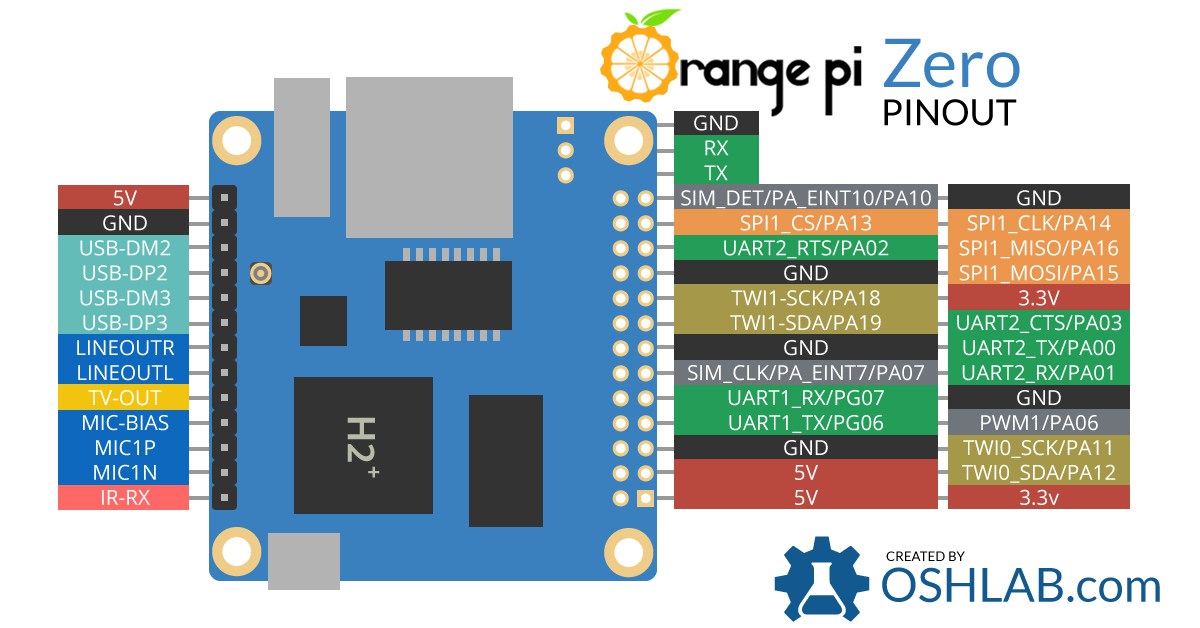 Orange pi Zero
PINOUT
GND
RX
TX
5V
GND
USB-DM2
USB-DP2
USB-DM3
USB-DP3
LINEOUTR
LINEOUTL
TV-OUT
MIC-BIAS
MIC1P
MIC1N
IR-RX
H2+
SIM_DET/PA_EINT10/PA10 GND
SPI1_CS/PA13 SPI1_CLK/PA14
UART2_RTS/PA02 SPI1_MISO/PA16
GND SPI1_MOSI/PA15
TWI1-SCK/PA18 3.3V
TWI1-SDA/PA19 UART2_CTS/PA03
GND UART2_TX/PA00
SIM_CLK/PA_EINT7/PA07 UART2_RX/PA01
UART1_RX/PG07 GND
UART1_TX/PG06 PWM1/PA06
GND TWI0_SCK/PA11
5V TWI0_SDA/PA12
5V 3.3v
CREATED BY
OSHLAB.com